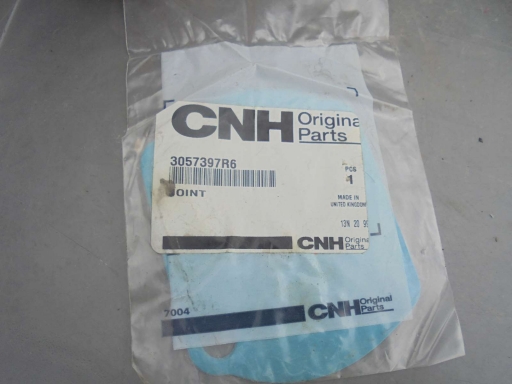 CNH Original
Parts
3057397R6
JOINT
PCS
1
MADE IN
UNITED KINGDOM
CNH Original
Parts
7004
CNH Original
Parts